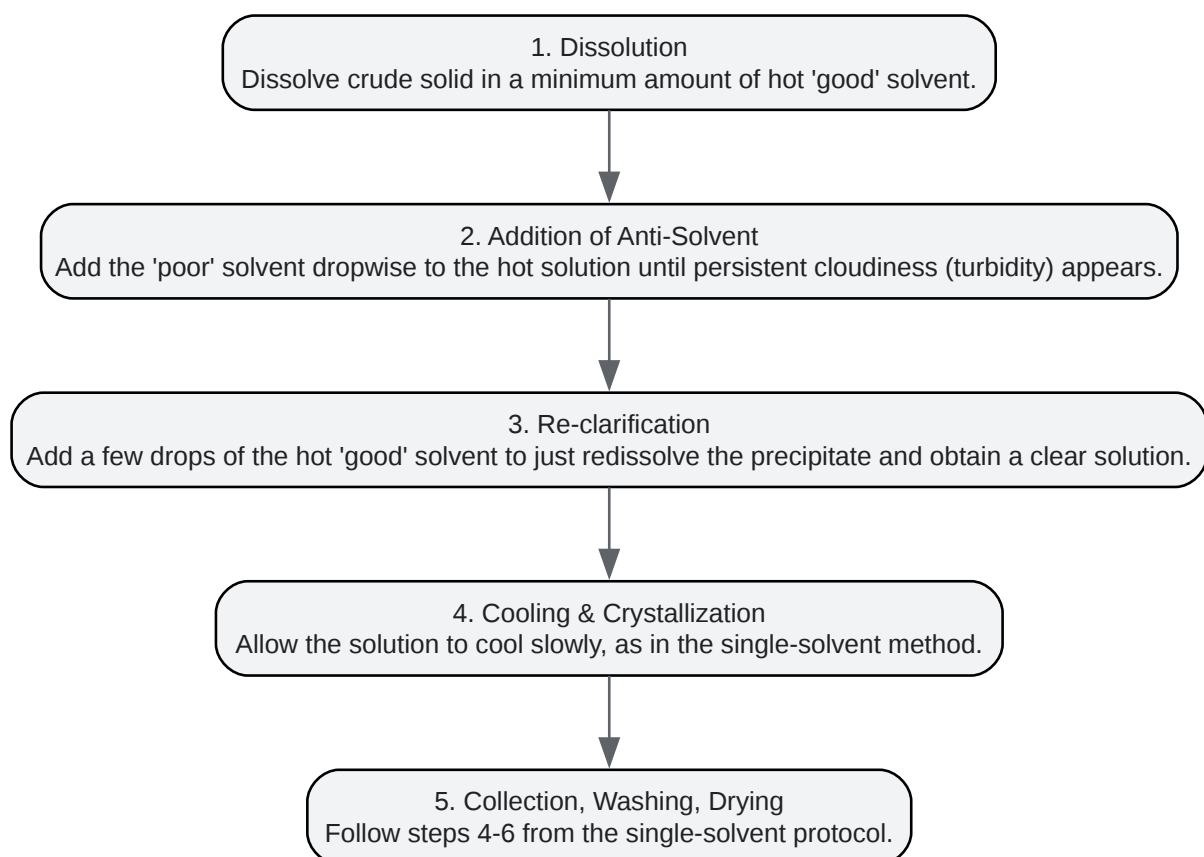 1. Dissolution
Dissolve crude solid in a minimum amount of hot 'good' solvent.
2. Addition of Anti-Solvent
Add the 'poor' solvent dropwise to the hot solution until persistent cloudiness (turbidity) appears.
3. Re-clarification
Add a few drops of the hot 'good' solvent to just redissolve the precipitate and obtain a clear solution.
4. Cooling & Crystallization
Allow the solution to cool slowly, as in the single-solvent method.
5. Collection, Washing, Drying
Follow steps 4-6 from the single-solvent protocol.